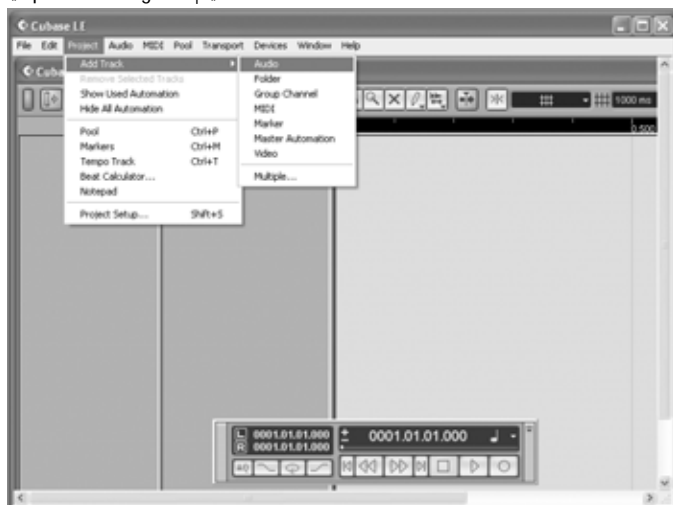 Cubase LE
File Edit Project Audio MIDI Pool Transport Devices Window Help
Add Track
Remove Selected Tracks
Show Used Automation
Hide All Automation
Pool Ctrl+P
Markers Ctrl+M
Tempo Track Ctrl+T
Beat Calculator...
Notepad
Project Setup... Shift+S
Audio
Folder
Group Channel
MIDI
Marker
Master Automation
Video
Multiple...
Cuba
1000 ms
0.500
L 0001.01.01.000
R 0001.01.01.000
0001.01.01.000
AQ